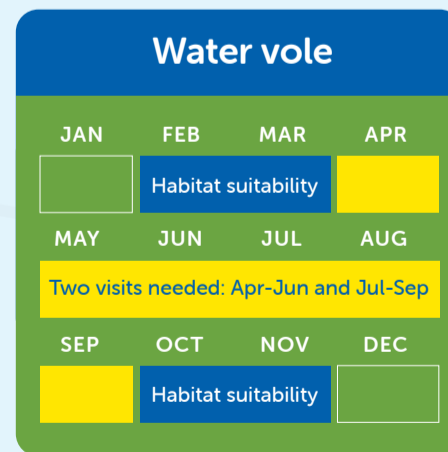 Water vole
JAN FEB MAR APR
Habitat suitability
MAY JUN JUL AUG
Two visits needed: Apr-Jun and Jul-Sep
SEP OCT NOV DEC
Habitat suitability